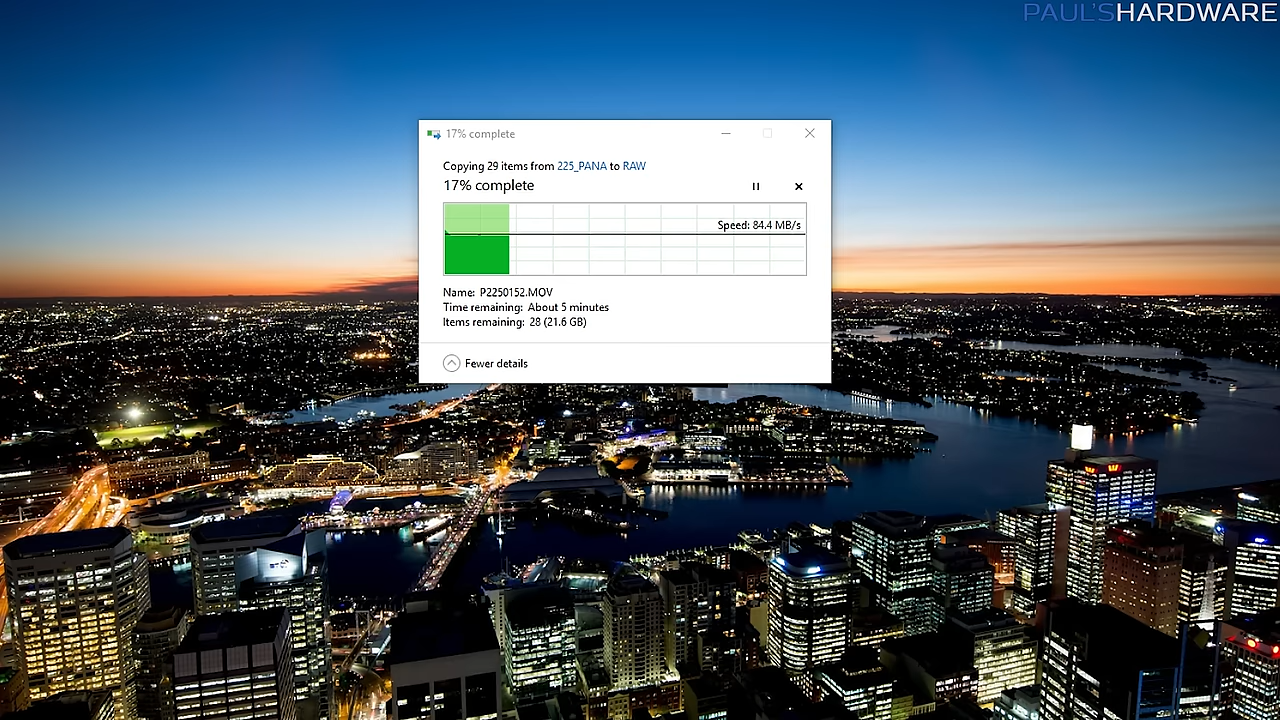 PAUL'SHARDWARE
17% complete
Copying 29 items from 225_PANA to RAW
17% complete
Speed: 84.4 MB/s
Name: P2250152.MOV
Time remaining: About 5 minutes
Items remaining: 28 (21.6 GB)
Fewer details